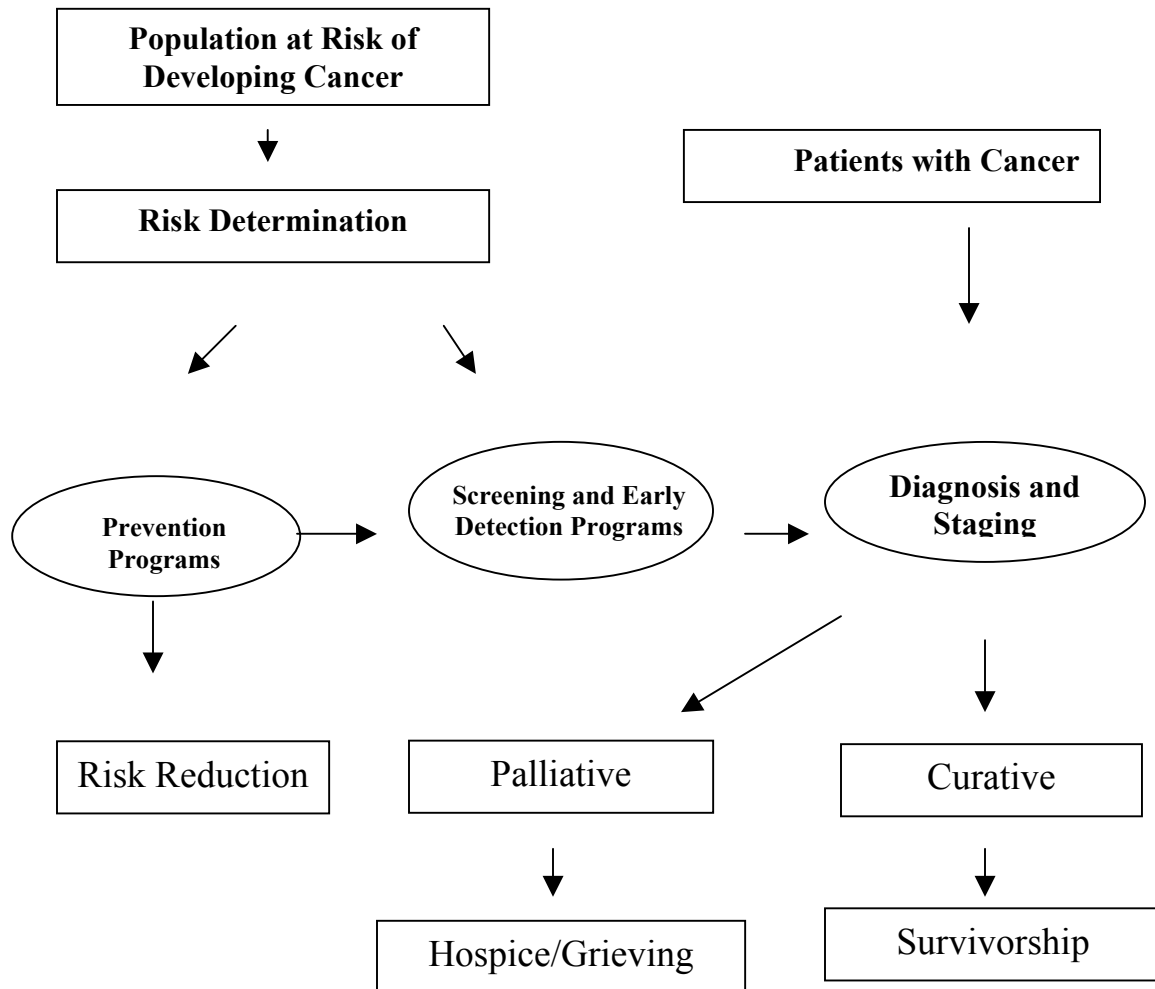 Population at Risk of
Developing Cancer
Patients with Cancer
Risk Determination
Prevention
Programs
Screening and Early
Detection Programs
Diagnosis and
Staging
Risk Reduction
Palliative
Curative
Hospice/Grieving
Survivorship